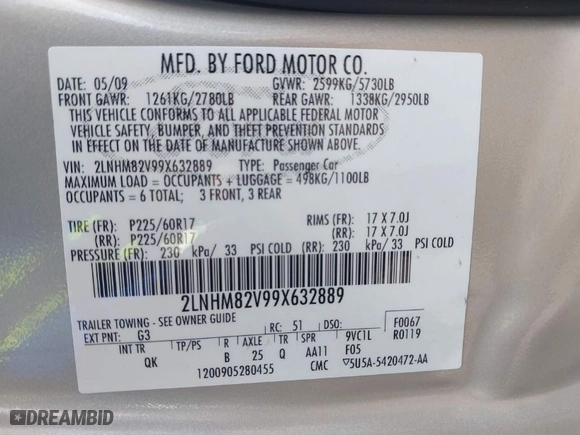 MFD. BY FORD MOTOR CO.
DATE: 05/09 GVWR: 2599KG/5730LB
FRONT GAWR: 1261KG/2780LB REAR GAWR: 1338KG/2950LB
THIS VEHICLE CONFORMS TO ALL APPLICABLE FEDERAL MOTOR
VEHICLE SAFETY, BUMPER, AND THEFT PREVENTION STANDARDS
IN EFFECT ON THE DATE OF MANUFACTURE SHOWN ABOVE.
VIN: 2LNHM82V99X632889 TYPE: Passenger Car
MAXIMUM LOAD = OCCUPANTS + LUGGAGE = 498KG/1100LB
OCCUPANTS = 6 TOTAL; 3 FRONT, 3 REAR
TIRE (FR): P225/60R17 RIMS (FR): 17 X 7.0J
(RR): P225/60R17 (RR): 17 X 7.0J
PRESSURE (FR): 230 kPa/ 33 PSI COLD (RR): 230 kPa/ 33 PSI COLD
2LNHM82V99X632889
TRAILER TOWING - SEE OWNER GUIDE
EXT PNT: G3 RC: 51 DSO: F0067
9VC1L R0119
INT TR TP/PS R AXLE TR SPR F05
QK B 25 Q AA11
1200905280455 CMC ▽5U5A-5420472-AA
DREAMBID